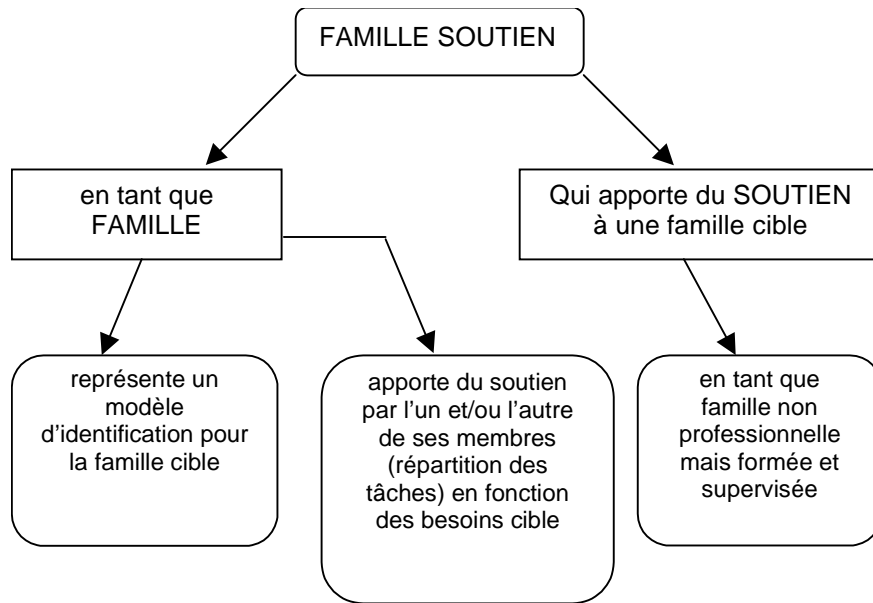 FAMILLE SOUTIEN
en tant que
FAMILLE
Qui apporte du SOUTIEN
à une famille cible
représente un
modèle
d’identification pour
la famille cible
apporte du soutien
par l’un et/ou l’autre
de ses membres
(répartition des
tâches) en fonction
des besoins cible
en tant que
famille non
professionnelle
mais formée et
supervisée